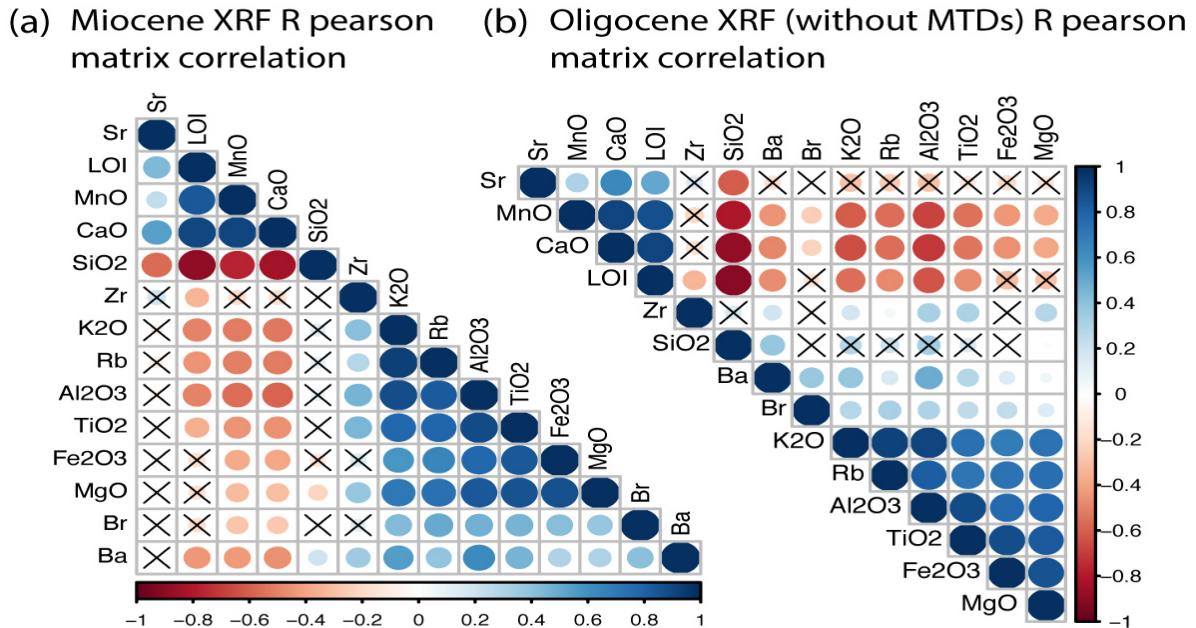 (a) Miocene XRF R pearson
matrix correlation
(b) Oligocene XRF (without MTDs) R pearson
matrix correlation
Sr
LOI
MnO
CaO
SiO2
Zr
K2O
Rb
Al2O3
TiO2
Fe2O3
MgO
Br
Ba
Sr
LOI
MnO
CaO
SiO2
Zr
K2O
Rb
Al2O3
TiO2
Fe2O3
MgO
Br
Ba
−1 −0.8 −0.6 −0.4 −0.2 0 0.2 0.4 0.6 0.8 1
Sr
MnO
CaO
LOI
Zr
SiO2
Ba
Br
K2O
Rb
Al2O3
TiO2
Fe2O3
MgO
Sr
MnO
CaO
LOI
Zr
SiO2
Ba
Br
K2O
Rb
Al2O3
TiO2
Fe2O3
MgO
1
0.8
0.6
0.4
0.2
0
−0.2
−0.4
−0.6
−0.8
−1